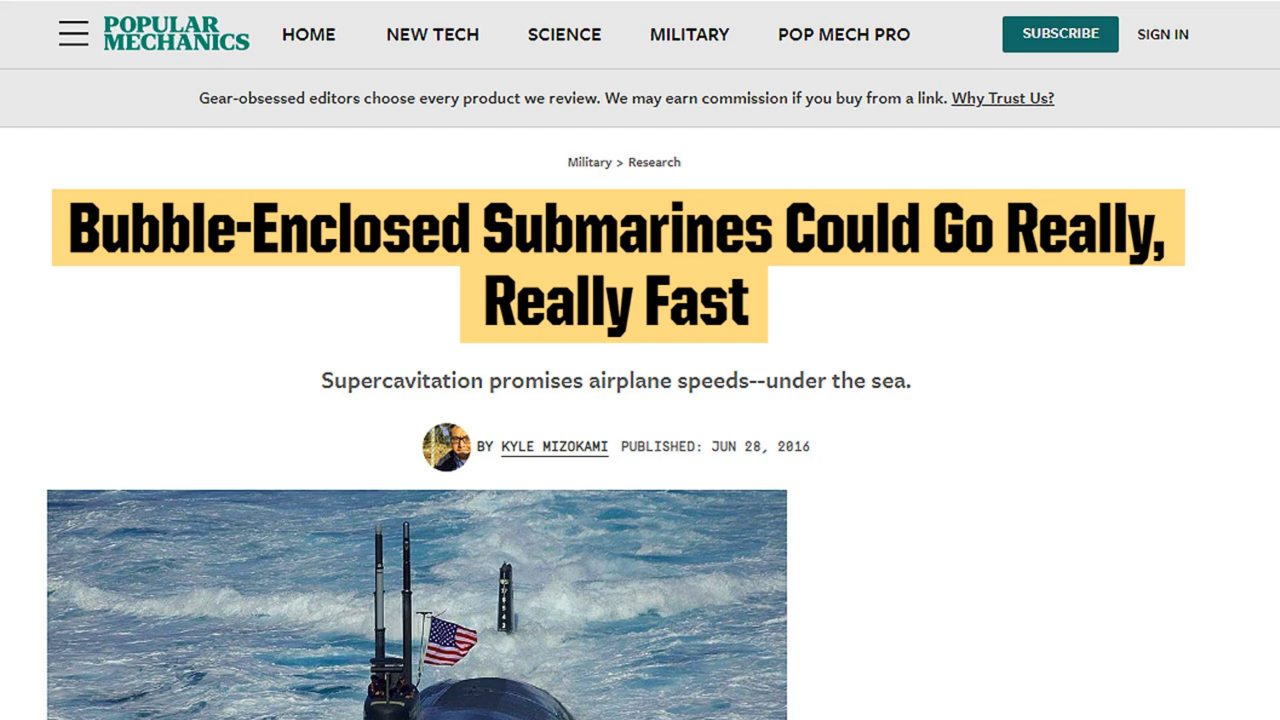 POPULAR
MECHANICS
HOME NEW TECH SCIENCE MILITARY POP MECH PRO SUBSCRIBE SIGN IN
Gear-obsessed editors choose every product we review. We may earn commission if you buy from a link. Why Trust Us?
Military > Research
Bubble-Enclosed Submarines Could Go Really,
Really Fast
Supercavitation promises airplane speeds--under the sea.
BY KYLE MIZOKAMI PUBLISHED: JUN 28, 2016